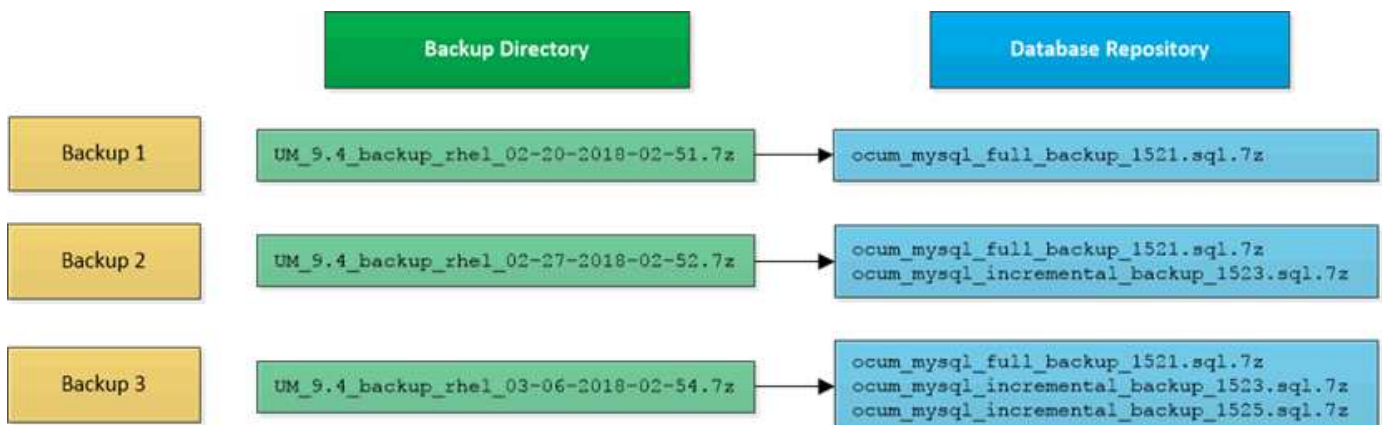 Backup Directory
Database Repository
Backup 1
UM_9.4_backup_rhel_02-20-2018-02-51.7z
ocum_mysql_full_backup_1521.sql.7z
Backup 2
UM_9.4_backup_rhel_02-27-2018-02-52.7z
ocum_mysql_full_backup_1521.sql.7z
ocum_mysql_incremental_backup_1523.sql.7z
Backup 3
UM_9.4_backup_rhel_03-06-2018-02-54.7z
ocum_mysql_full_backup_1521.sql.7z
ocum_mysql_incremental_backup_1523.sql.7z
ocum_mysql_incremental_backup_1525.sql.7z